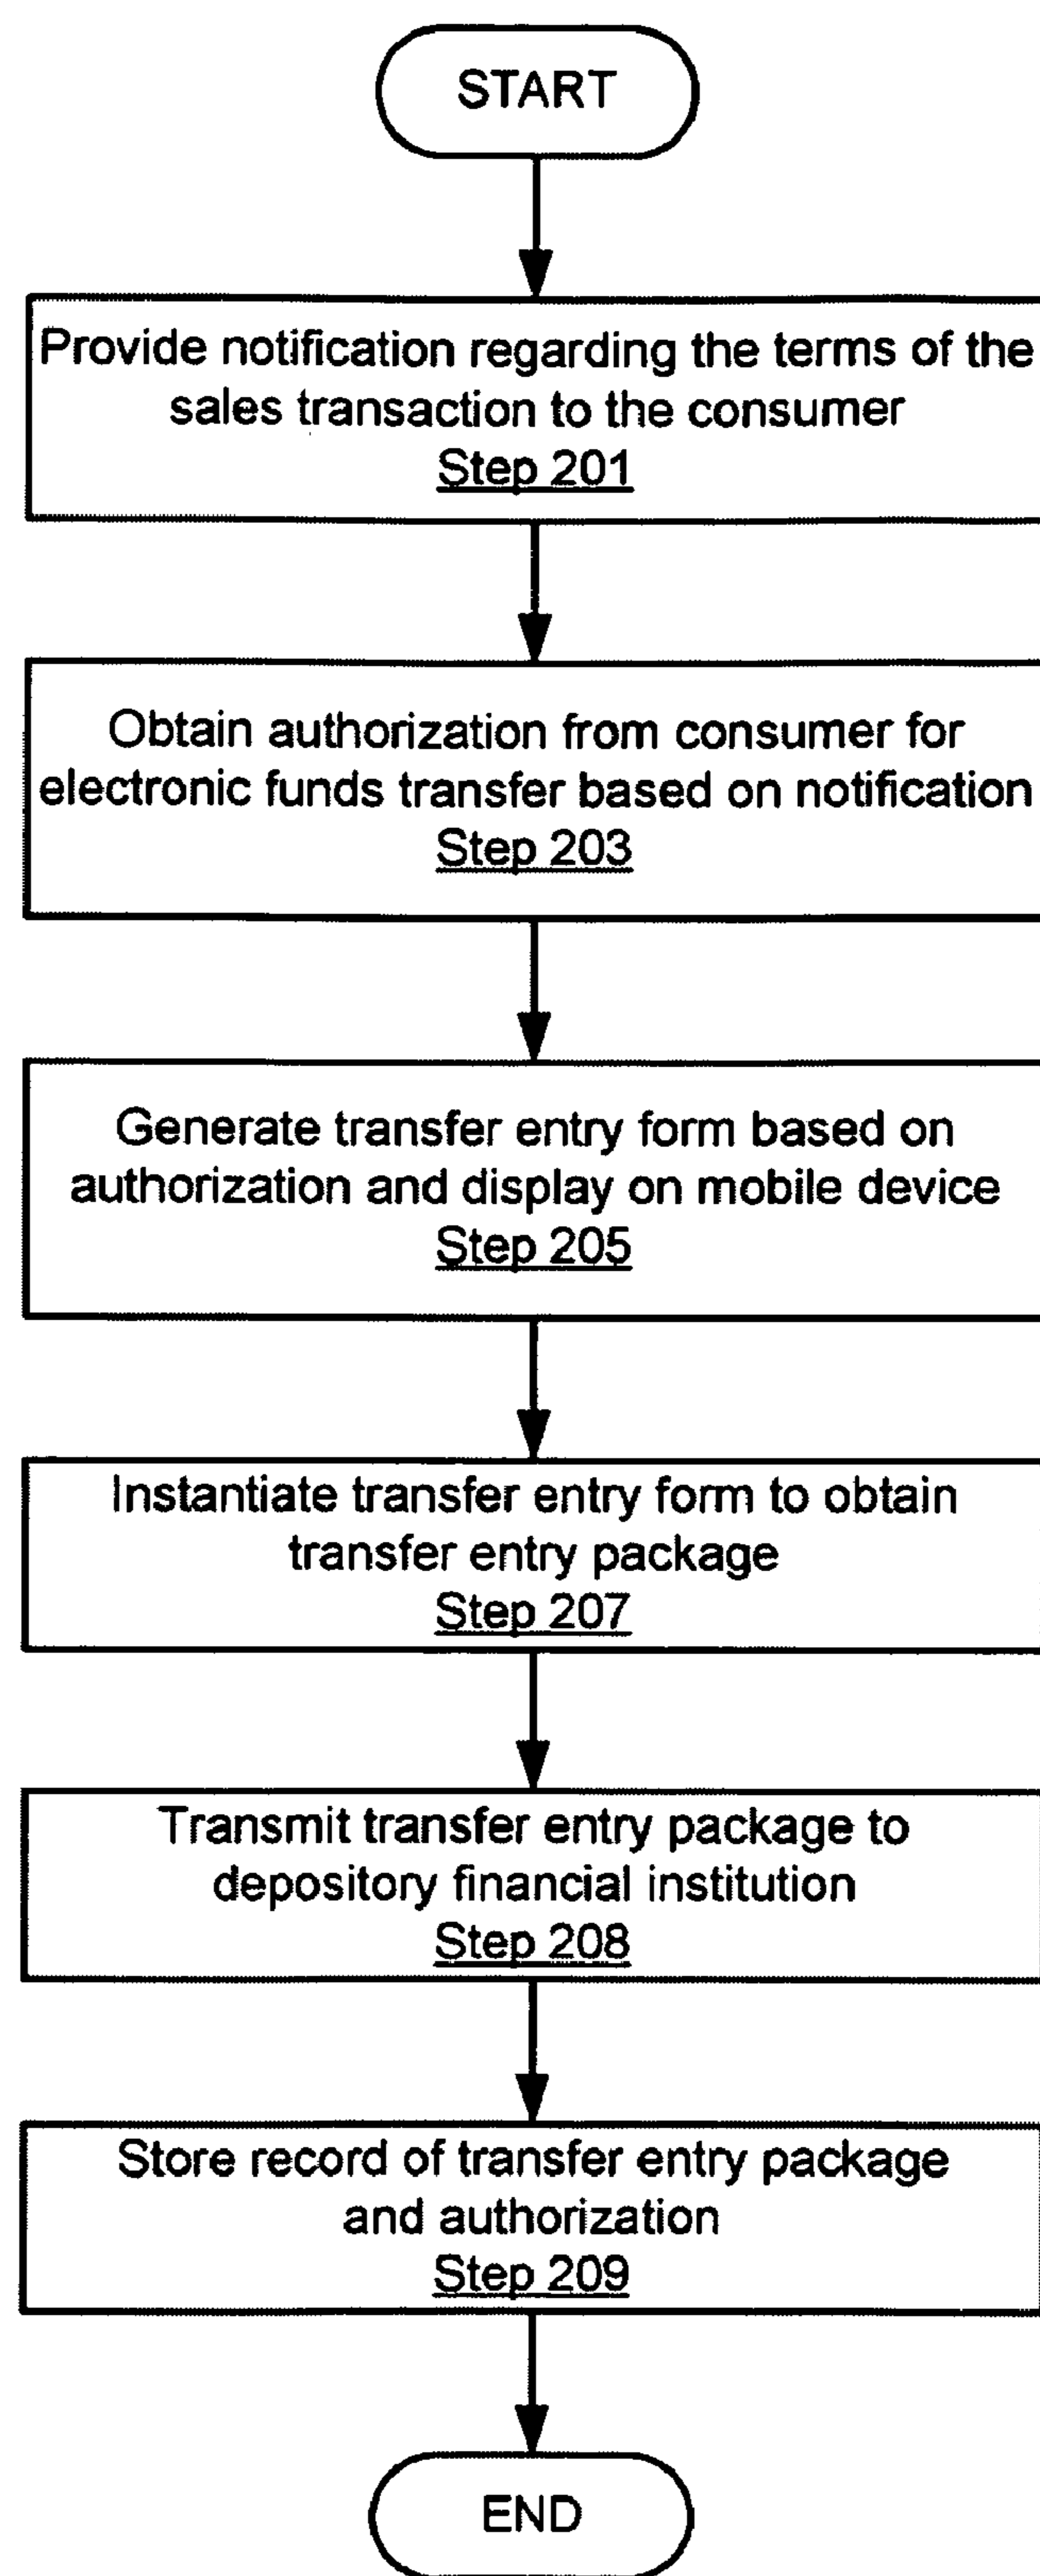 START
Provide notification regarding the terms of the
sales transaction to the consumer
Step 201
Obtain authorization from consumer for
electronic funds transfer based on notification
Step 203
Generate transfer entry form based on
authorization and display on mobile device
Step 205
Instantiate transfer entry form to obtain
transfer entry package
Step 207
Transmit transfer entry package to
depository financial institution
Step 208
Store record of transfer entry package
and authorization
Step 209
END